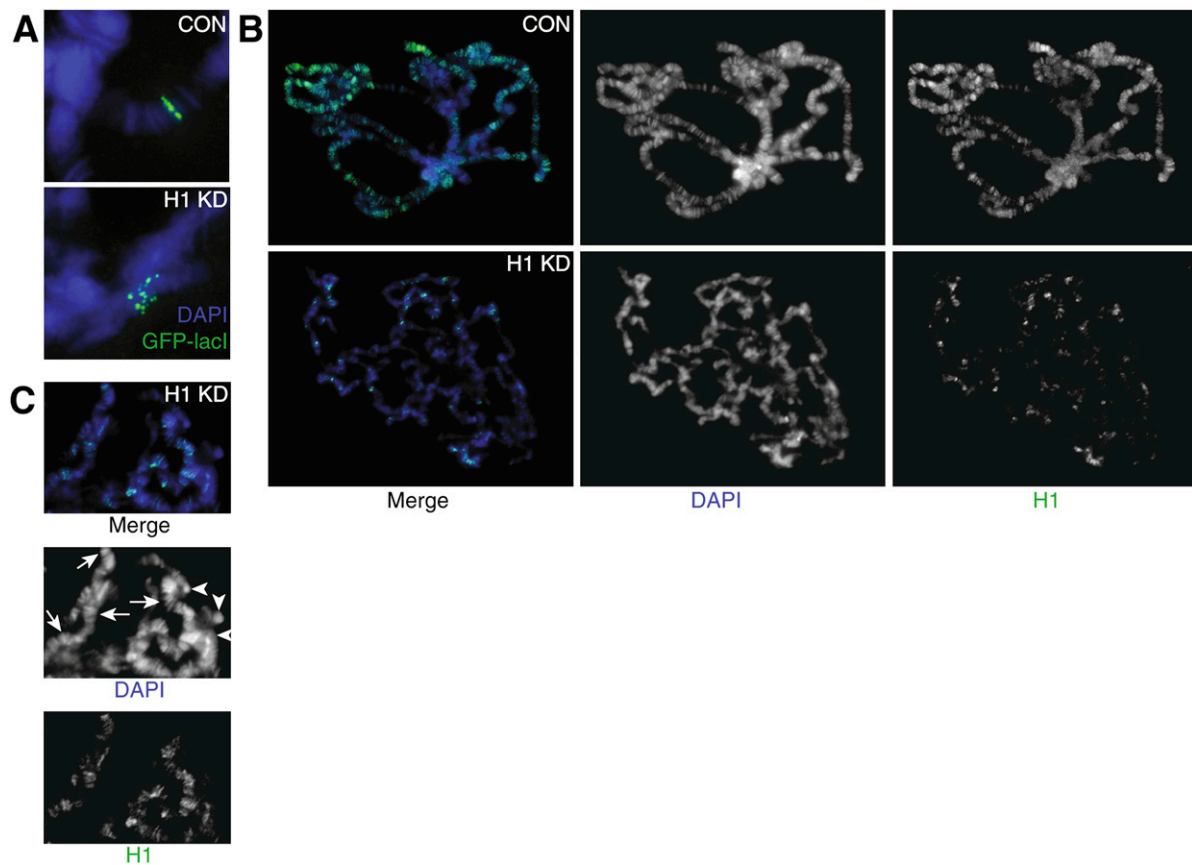 A
CON
H1 KD
DAPI
GFP-lacI
B
CON
H1 KD
Merge
DAPI
H1
C
H1 KD
Merge
DAPI
H1